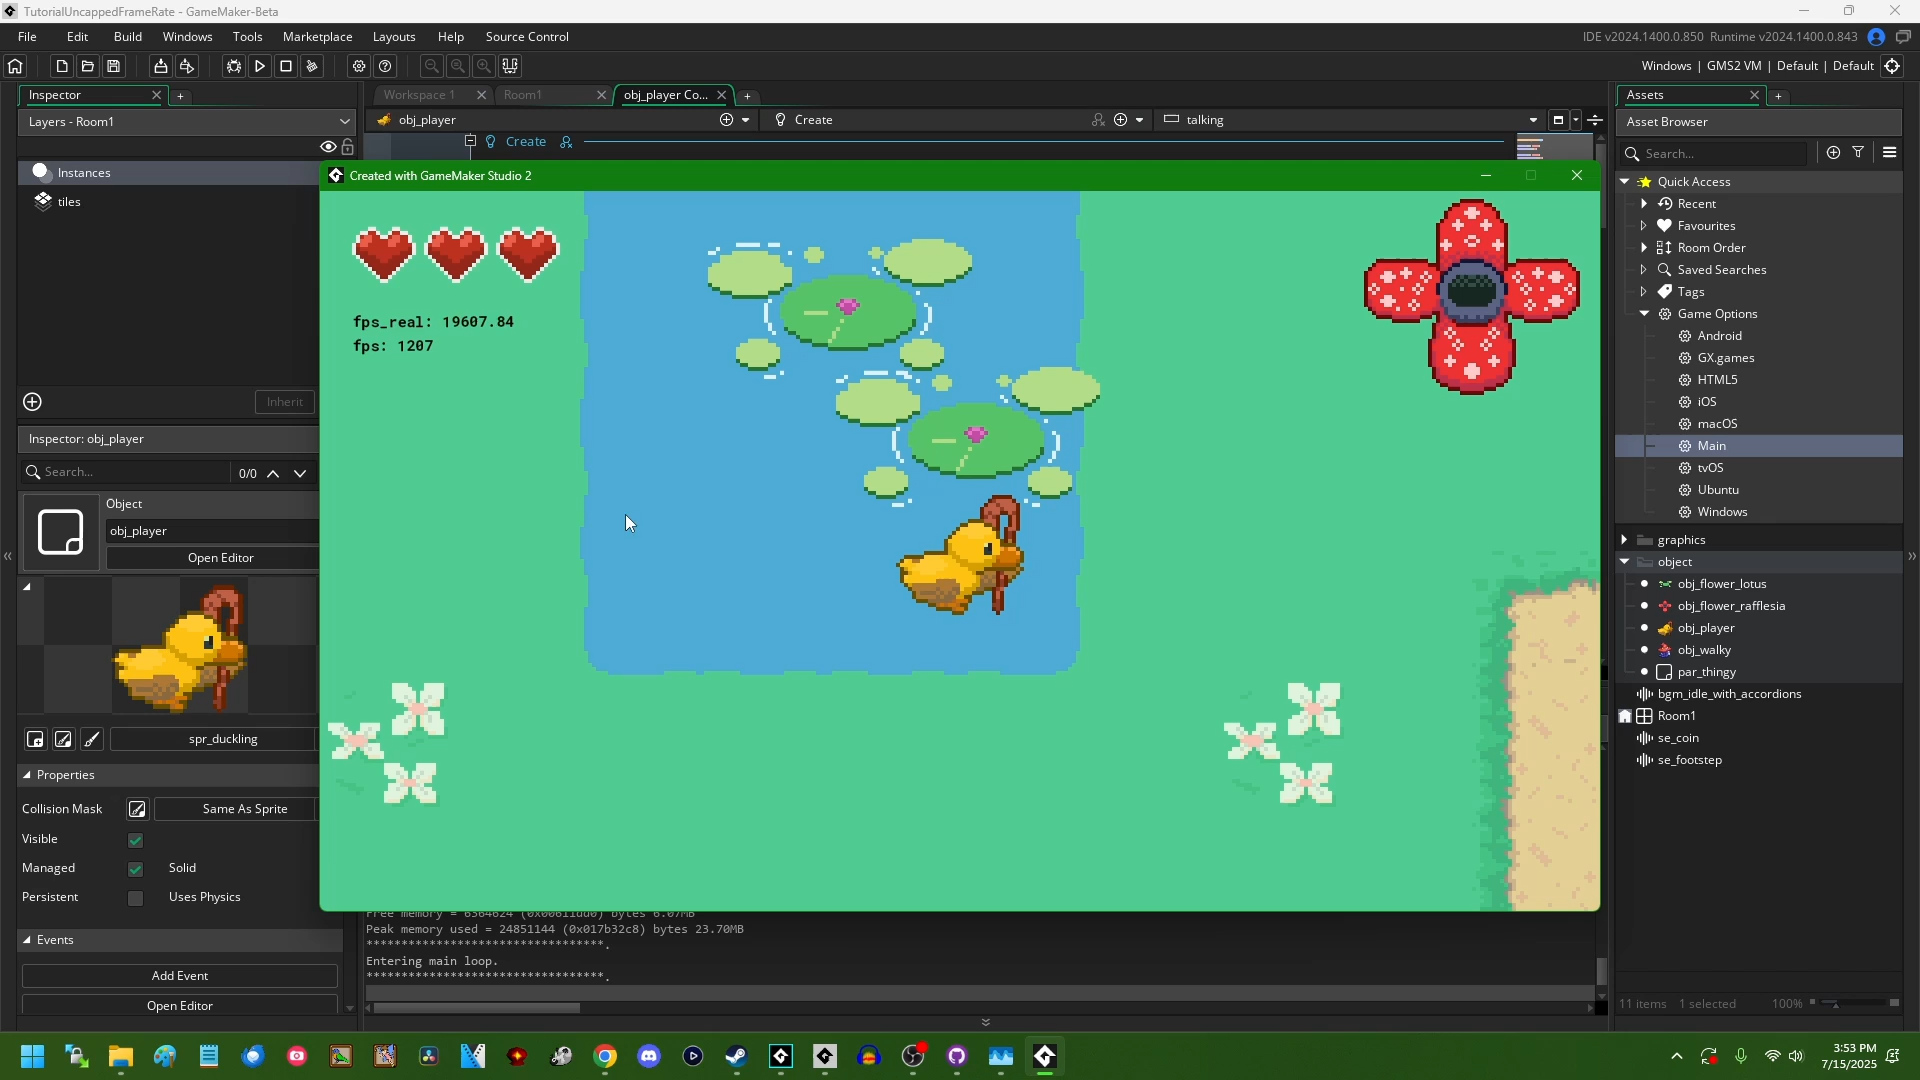 TutorialUncappedFrameRate - GameMaker-Beta
File Edit Build Windows Tools Marketplace Layouts Help Source Control
IDE v2024.1400.0.850 Runtime v2024.1400.0.843
Windows | GMS2 VM | Default | Default
Inspector
Workspace 1
Room1
obj_player Co...
Assets
Layers - Room1
obj_player
Create
talking
Asset Browser
Create
Search...
Instances
tiles
Created with GameMaker Studio 2
fps_real: 19607.84
fps: 1207
Inherit
Inspector: obj_player
Search...
0/0
Object
obj_player
Open Editor
spr_duckling
Properties
Collision Mask
Same As Sprite
Visible
Managed
Solid
Persistent
Uses Physics
Events
Add Event
Open Editor
Free memory = 6364624 (0x00611dd0) bytes 6.07MB
Peak memory used = 24851144 (0x017b32c8) bytes 23.70MB
*********************************.
Entering main loop.
*********************************.
Quick Access
Recent
Favourites
Room Order
Saved Searches
Tags
Game Options
Android
GX.games
HTML5
iOS
macOS
Main
tvOS
Ubuntu
Windows
graphics
object
obj_flower_lotus
obj_flower_rafflesia
obj_player
obj_walky
par_thingy
bgm_idle_with_accordions
Room1
se_coin
se_footstep
11 items 1 selected 100%
3:53 PM
7/15/2025